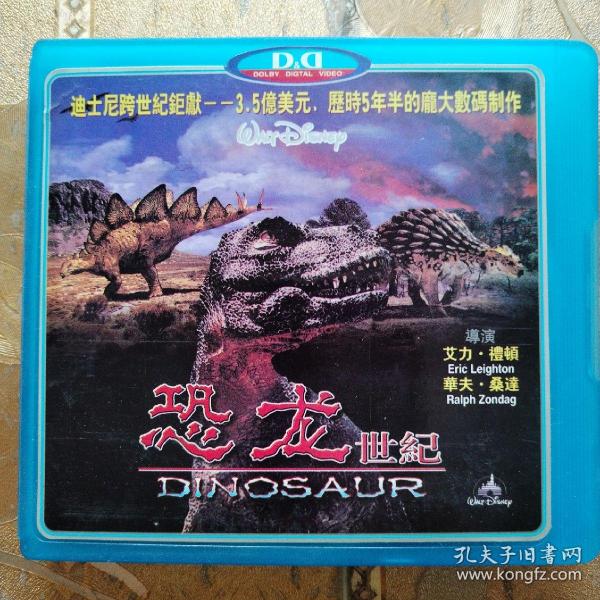 D&D
DOLBY DIGITAL VIDEO
迪士尼跨世紀鉅獻——3.5億美元，歷時5年半的龐大數碼制作
WALT DISNEY
導演
艾力·禮頓
Eric Leighton
華夫·桑達
Ralph Zondag
恐龙世紀
DINOSAUR
WALT DISNEY
孔夫子旧書网
www.kongfz.com